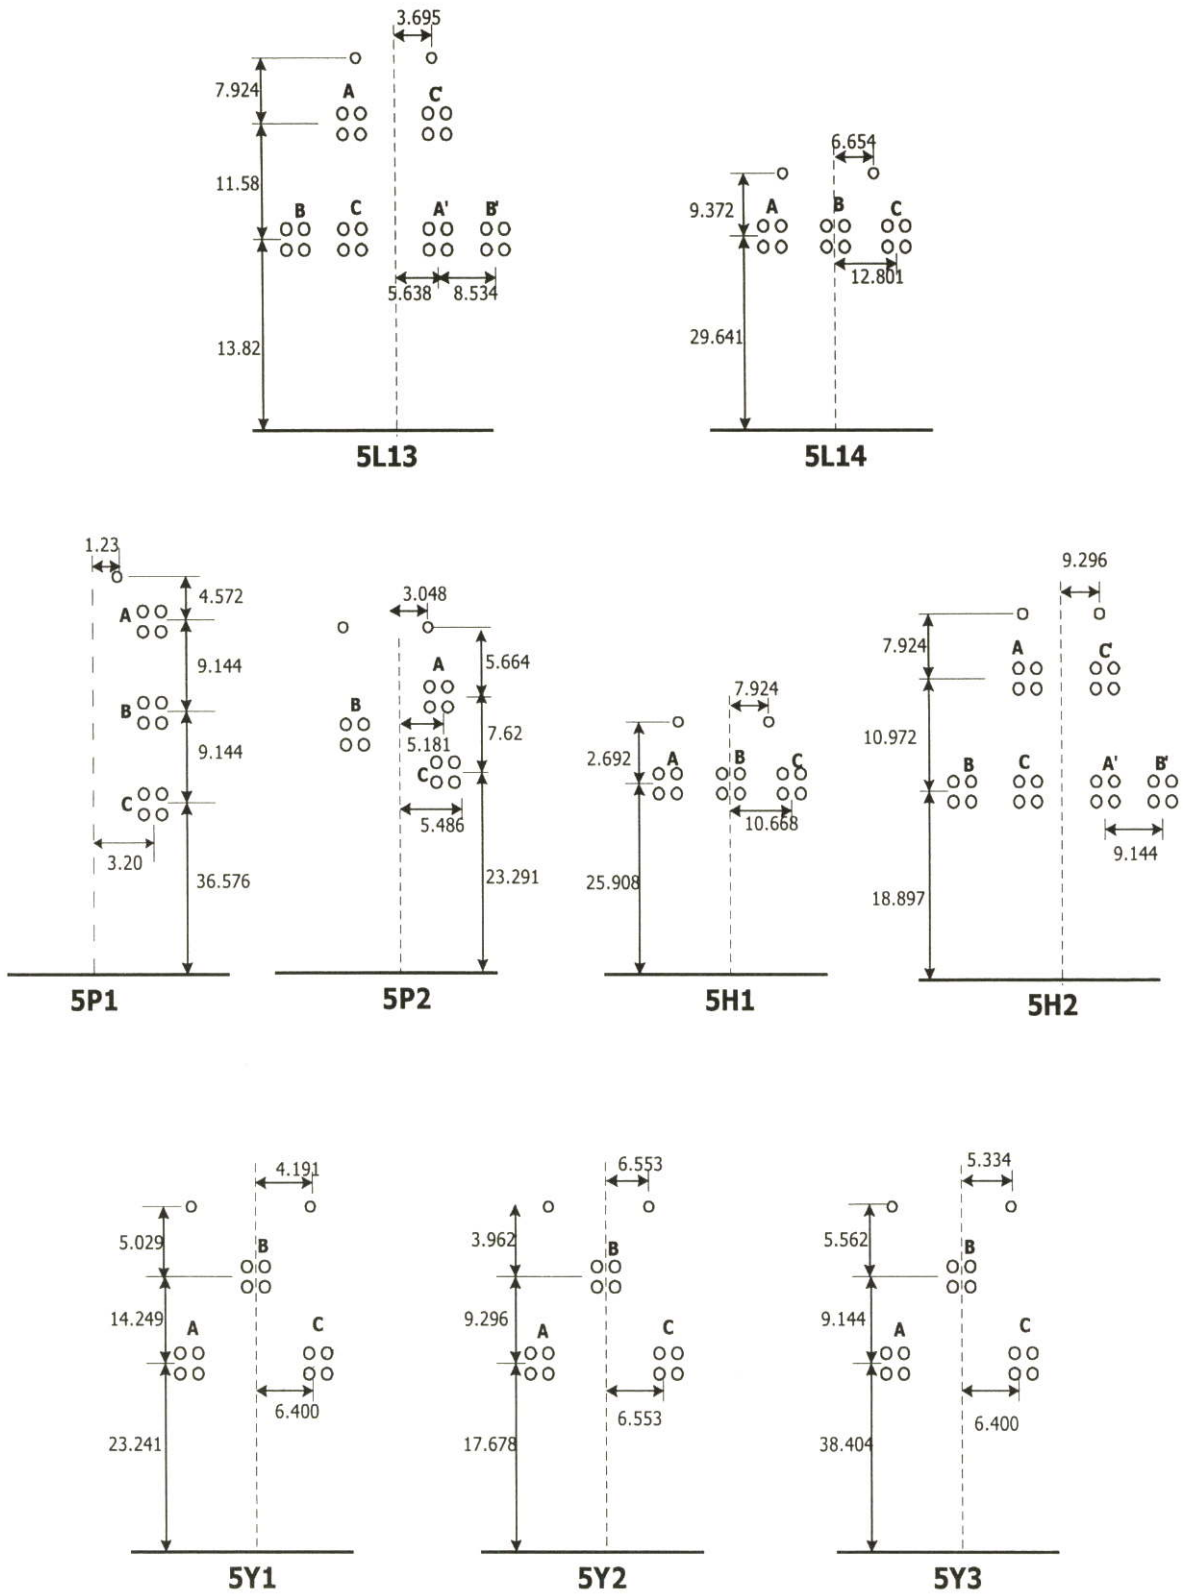 3.695
7.924
A C'
11.58
B C A' B'
5.638 8.534
13.82
5L13
6.654
9.372
A B C
12.801
29.641
5L14
1.23
4.572
A
9.144
B
9.144
C
3.20
36.576
5P1
3.048
5.664
A
B
5.181
7.62
C
5.486
23.291
5P2
7.924
2.692
A B C
10.668
25.908
5H1
9.296
7.924
A C'
10.972
B C A' B'
9.144
18.897
5H2
4.191
5.029
B
14.249
A C
6.400
23.241
5Y1
6.553
3.962
B
9.296
A C
6.553
17.678
5Y2
5.334
5.562
B
9.144
A C
6.400
38.404
5Y3